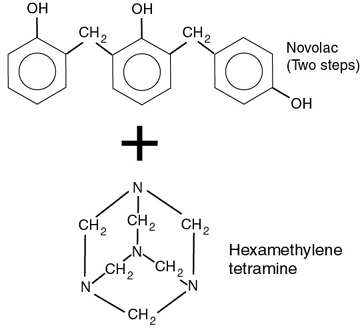 OH
OH
CH2
CH2
Novolac
(Two steps)
OH
+
N
CH2
CH2
CH2
N
CH2
CH2
N
N
CH2
Hexamethylene
tetramine